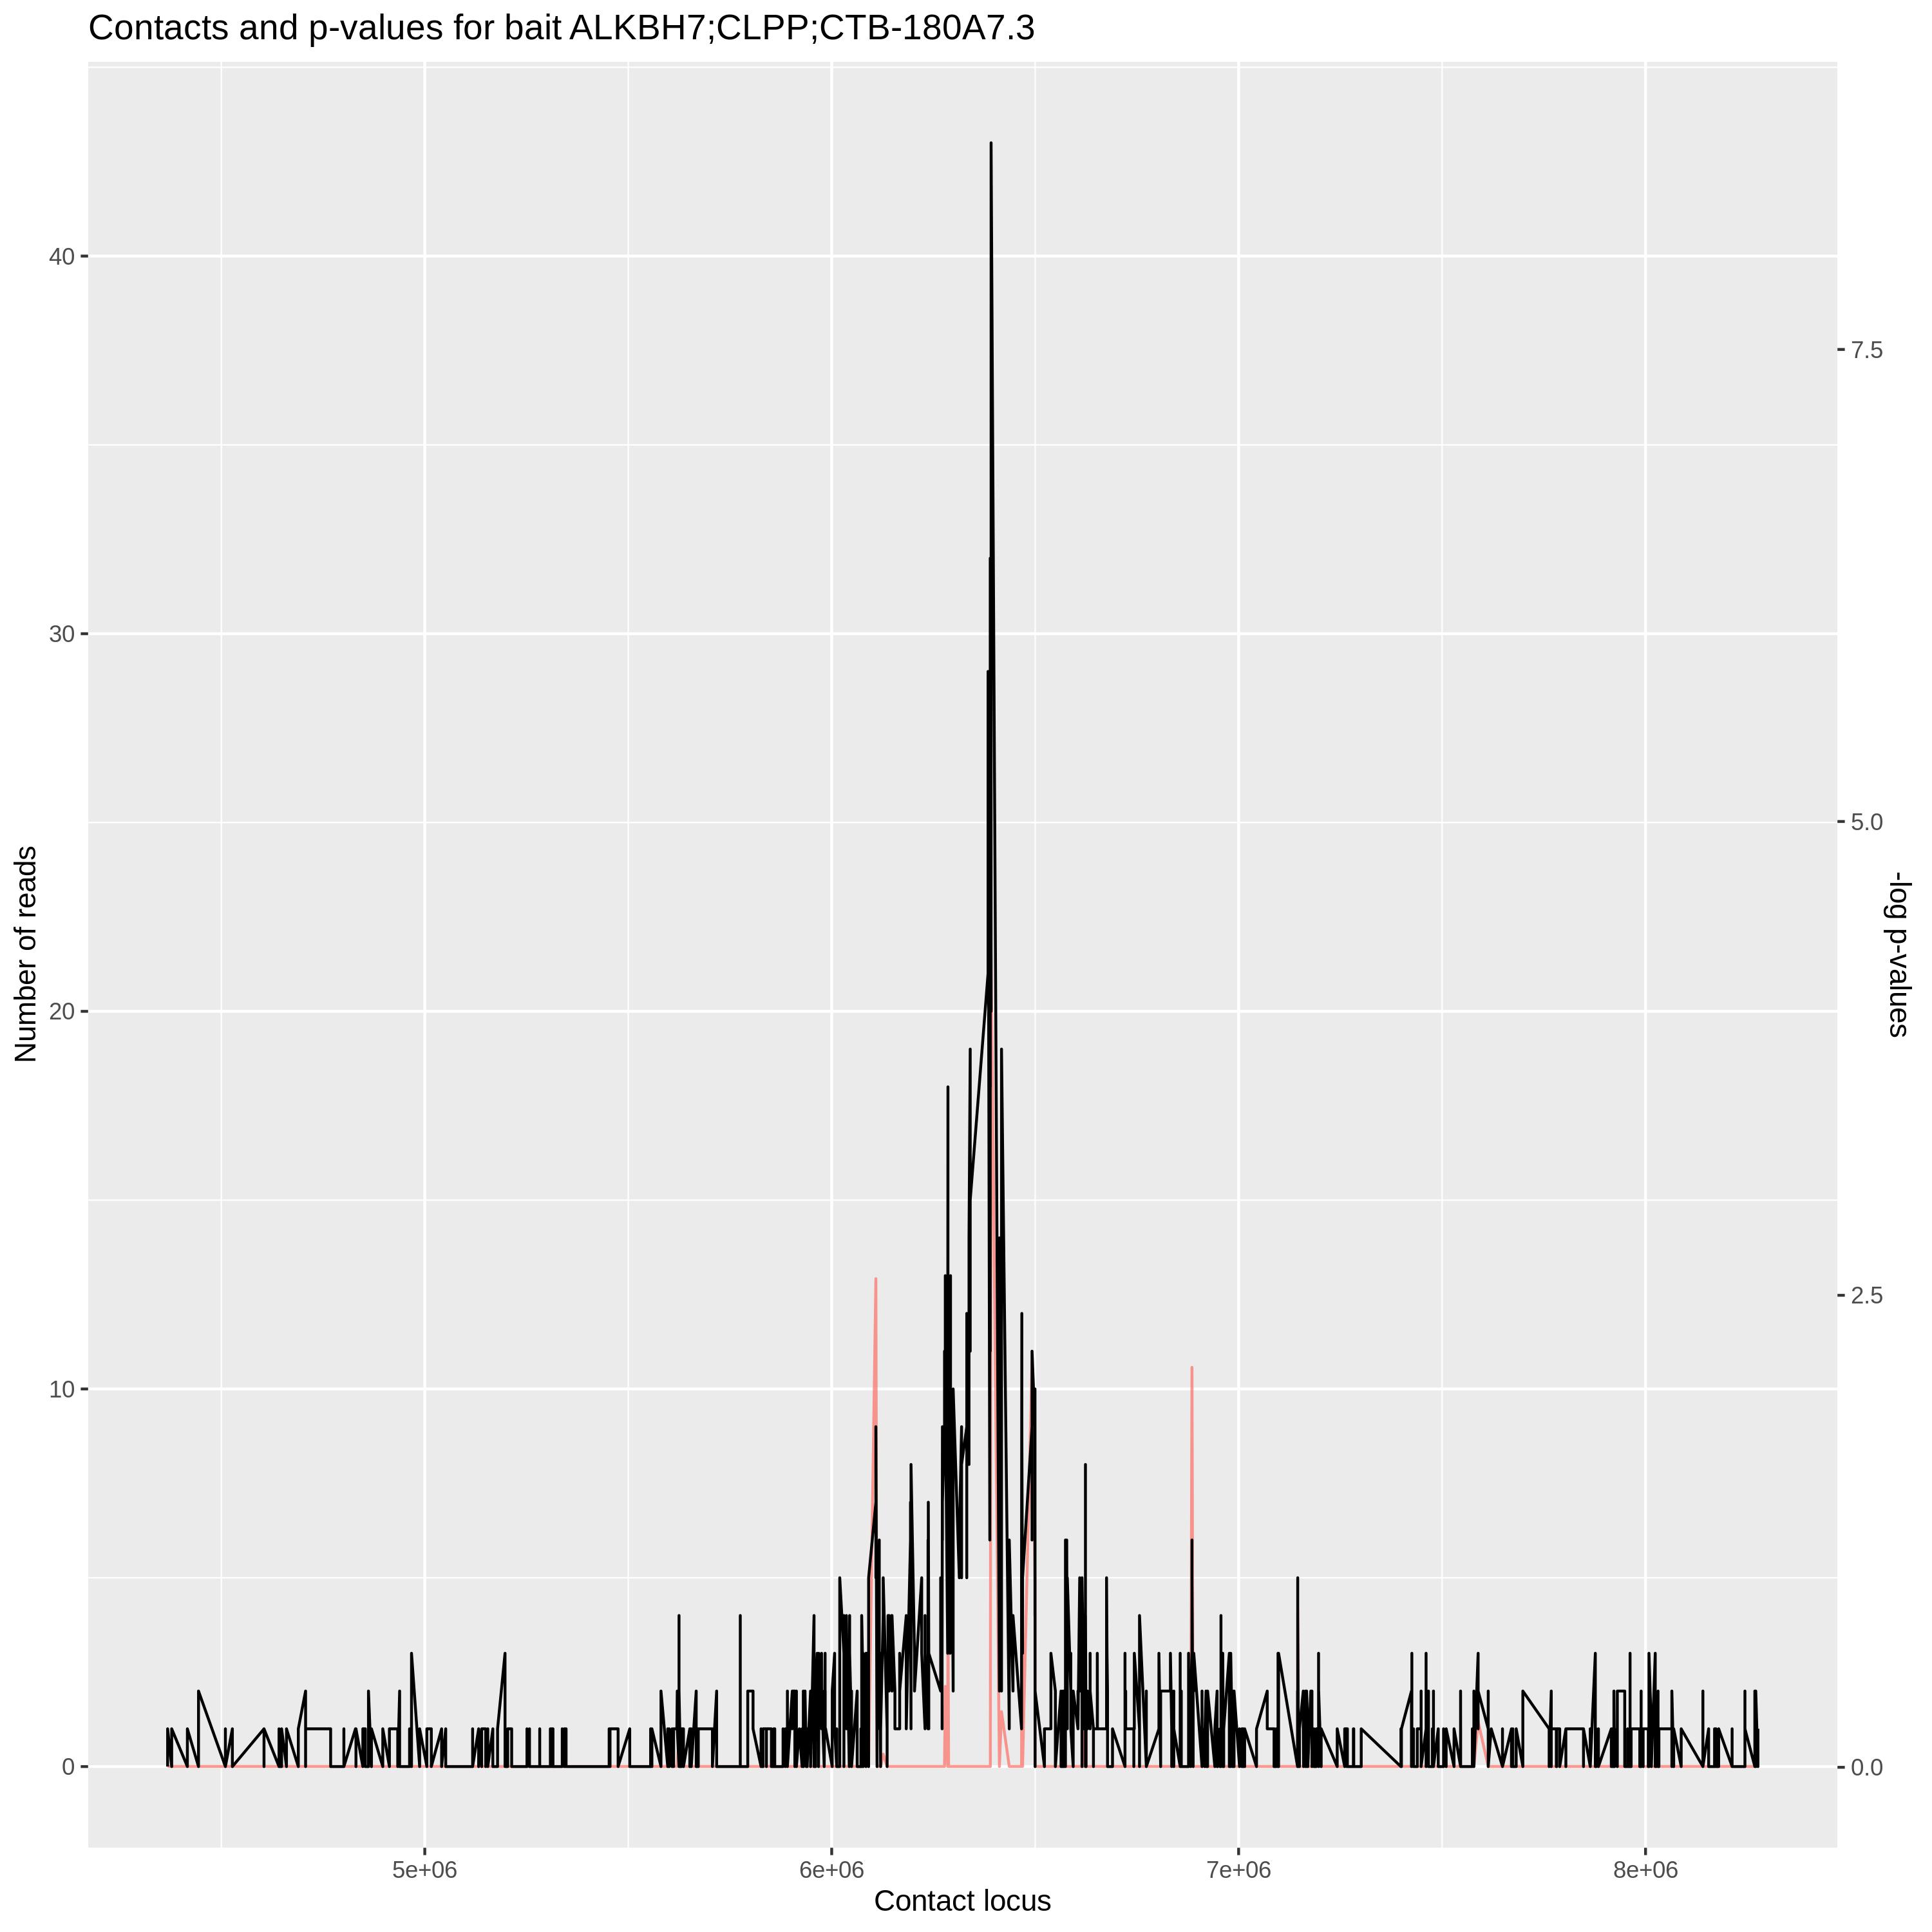 Contacts and p-values for bait ALKBH7;CLPP;CTB-180A7.3
40
30
20
10
0
Number of reads
7.5
5.0
2.5
0.0
-log p-values
5e+06
6e+06
7e+06
8e+06
Contact locus